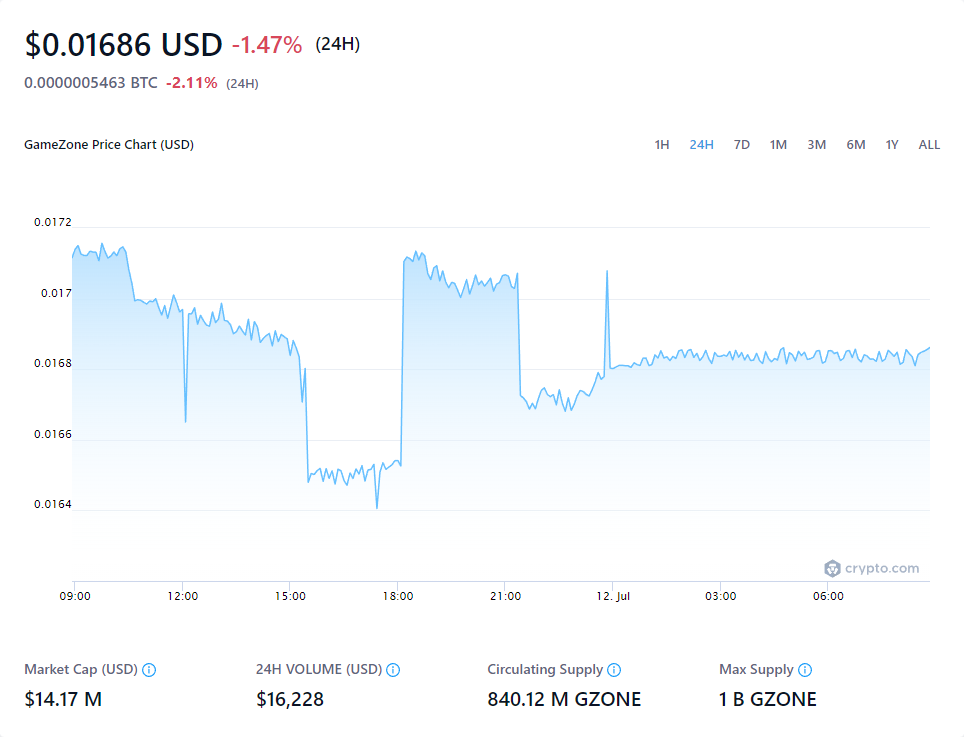 $0.01686 USD -1.47% (24H)
0.0000005463 BTC -2.11% (24H)
GameZone Price Chart (USD) 1H 24H 7D 1M 3M 6M 1Y ALL
0.0172
0.017
0.0168
0.0166
0.0164
crypto.com
09:00 12:00 15:00 18:00 21:00 12. Jul 03:00 06:00
Market Cap (USD) 24H VOLUME (USD) Circulating Supply Max Supply
$14.17 M $16,228 840.12 M GZONE 1 B GZONE